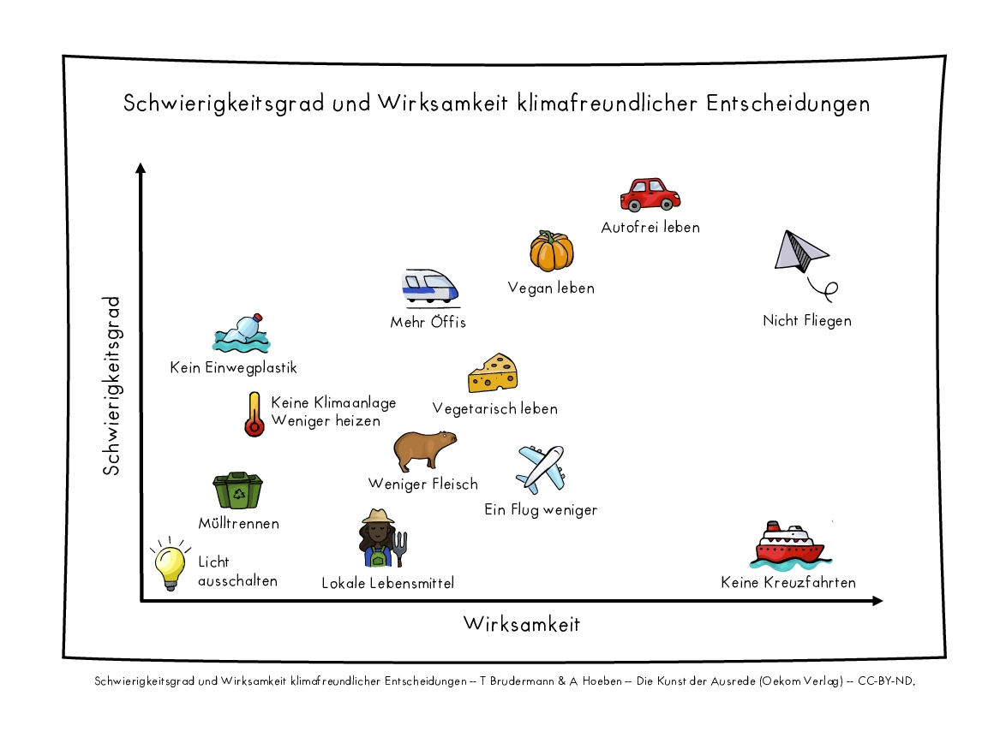 Schwierigkeitsgrad und Wirksamkeit klimafreundlicher Entscheidungen
Schwierigkeitsgrad
Autofrei leben
Vegan leben
Nicht Fliegen
Mehr Öffis
Kein Einwegplastik
Keine Klimaanlage
Weniger heizen
Vegetarisch leben
Weniger Fleisch
Ein Flug weniger
Mülltrennen
Licht
ausschalten
Lokale Lebensmittel
Keine Kreuzfahrten
Wirksamkeit
Schwierigkeitsgrad und Wirksamkeit klimafreundlicher Entscheidungen -- T Brudermann & A Hoeben -- Die Kunst der Ausrede (Oekom Verlag) -- CC-BY-ND.